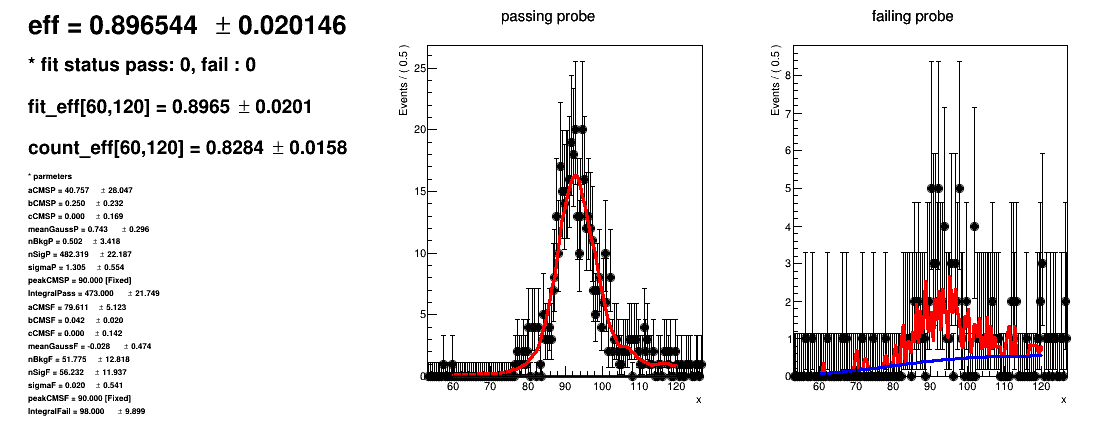 eff = 0.896544 ± 0.020146
* fit status pass: 0, fail : 0
fit_eff[60,120] = 0.8965 ± 0.0201
count_eff[60,120] = 0.8284 ± 0.0158
* parmeters
aCMSP = 40.757 ± 28.047
bCMSP = 0.250 ± 0.232
cCMSP = 0.000 ± 0.169
meanGaussP = 0.743 ± 0.296
nBkgP = 0.502 ± 3.418
nSigP = 482.319 ± 22.187
sigmaP = 1.305 ± 0.554
peakCMSP = 90.000 [Fixed]
IntegralPass = 473.000 ± 21.749
aCMSF = 79.611 ± 5.123
bCMSF = 0.042 ± 0.020
cCMSF = 0.000 ± 0.142
meanGaussF = -0.028 ± 0.474
nBkgF = 51.775 ± 12.818
nSigF = 56.232 ± 11.937
sigmaF = 0.020 ± 0.541
peakCMSF = 90.000 [Fixed]
IntegralFail = 98.000 ± 9.899
passing probe
Events / ( 0.5 )
25
20
15
10
5
0
60 70 80 90 100 110 120
x
failing probe
Events / ( 0.5 )
8
7
6
5
4
3
2
1
0
60 70 80 90 100 110 120
x